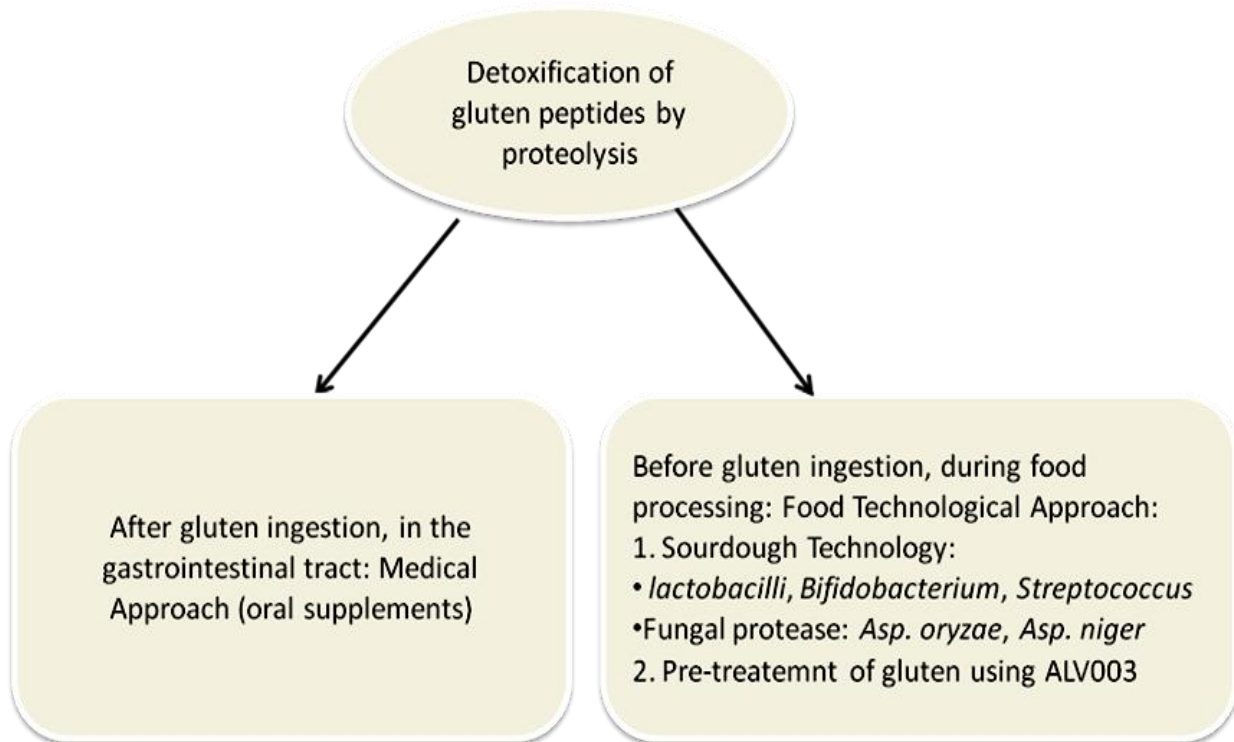 Detoxification of
gluten peptides by
proteolysis
After gluten ingestion, in the
gastrointestinal tract: Medical
Approach (oral supplements)
Before gluten ingestion, during food
processing: Food Technological Approach:
1. Sourdough Technology:
• lactobacilli, Bifidobacterium, Streptococcus
•Fungal protease: Asp. oryzae, Asp. niger
2. Pre-treatemnt of gluten using ALV003